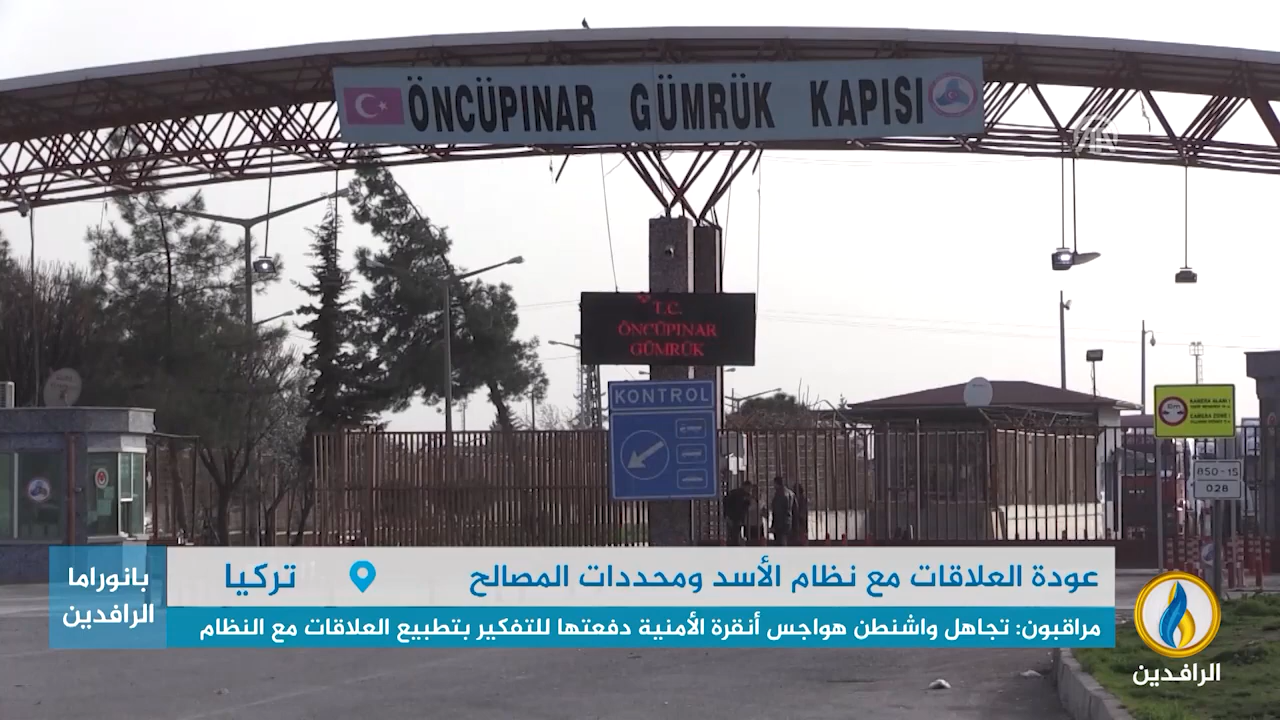 ÖNCÜPINAR GÜMRÜK KAPISI
T.C.
ÖNCÜPINAR
GÜMRÜK
KONTROL
850-15
028
عودة العلاقات مع نظام الأسد ومحددات المصالح
تركيا
بانوراما
الرافدين
مراقبون: تجاهل واشنطن هواجس أنقرة الأمنية دفعتها للتفكير بتطبيع العلاقات مع النظام
الرافدين